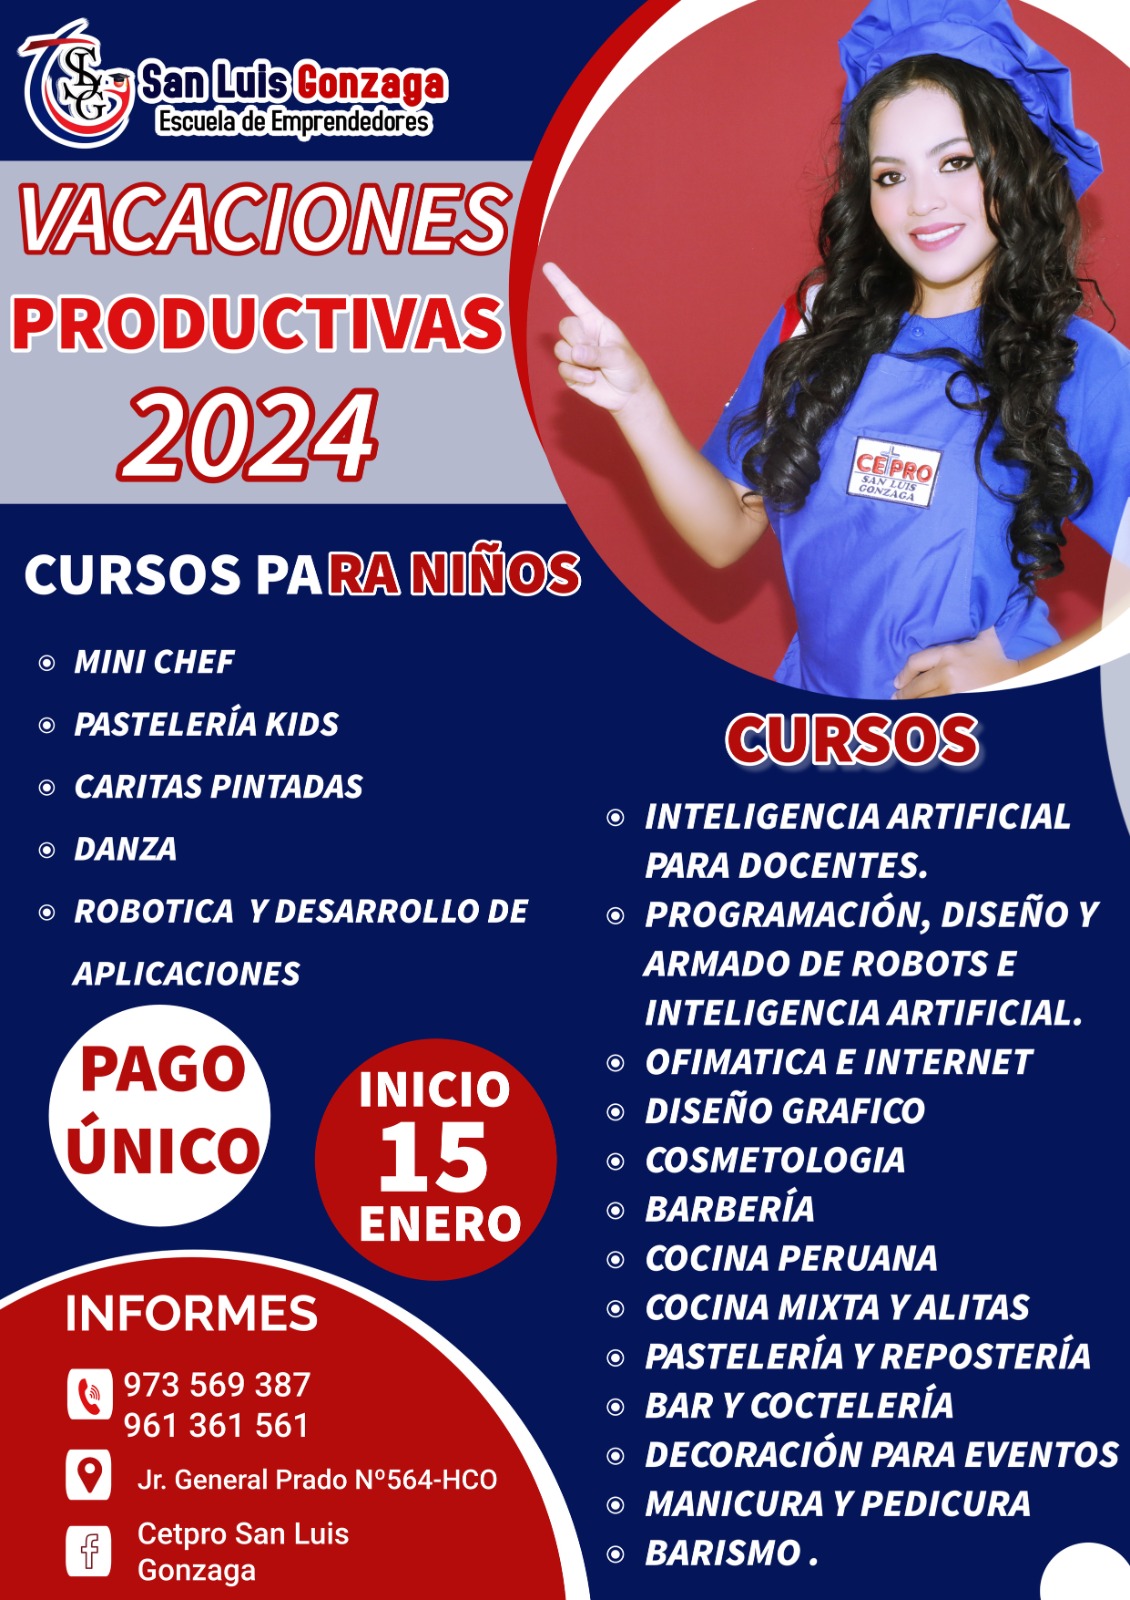 SLG
San Luis Gonzaga
Escuela de Emprendedores
VACACIONES
PRODUCTIVAS
2024
CETPRO
SAN LUIS
GONZAGA
CURSOS PARA NIÑOS
MINI CHEF
PASTELERÍA KIDS
CARITAS PINTADAS
DANZA
ROBOTICA Y DESARROLLO DE
APLICACIONES
PAGO
ÚNICO
INICIO
15
ENERO
INFORMES
973 569 387
961 361 561
Jr. General Prado Nº564-HCO
Cetpro San Luis
Gonzaga
CURSOS
INTELIGENCIA ARTIFICIAL
PARA DOCENTES.
PROGRAMACIÓN, DISEÑO Y
ARMADO DE ROBOTS E
INTELIGENCIA ARTIFICIAL.
OFIMATICA E INTERNET
DISEÑO GRAFICO
COSMETOLOGIA
BARBERÍA
COCINA PERUANA
COCINA MIXTA Y ALITAS
PASTELERÍA Y REPOSTERÍA
BAR Y COCTELERÍA
DECORACIÓN PARA EVENTOS
MANICURA Y PEDICURA
BARISMO .